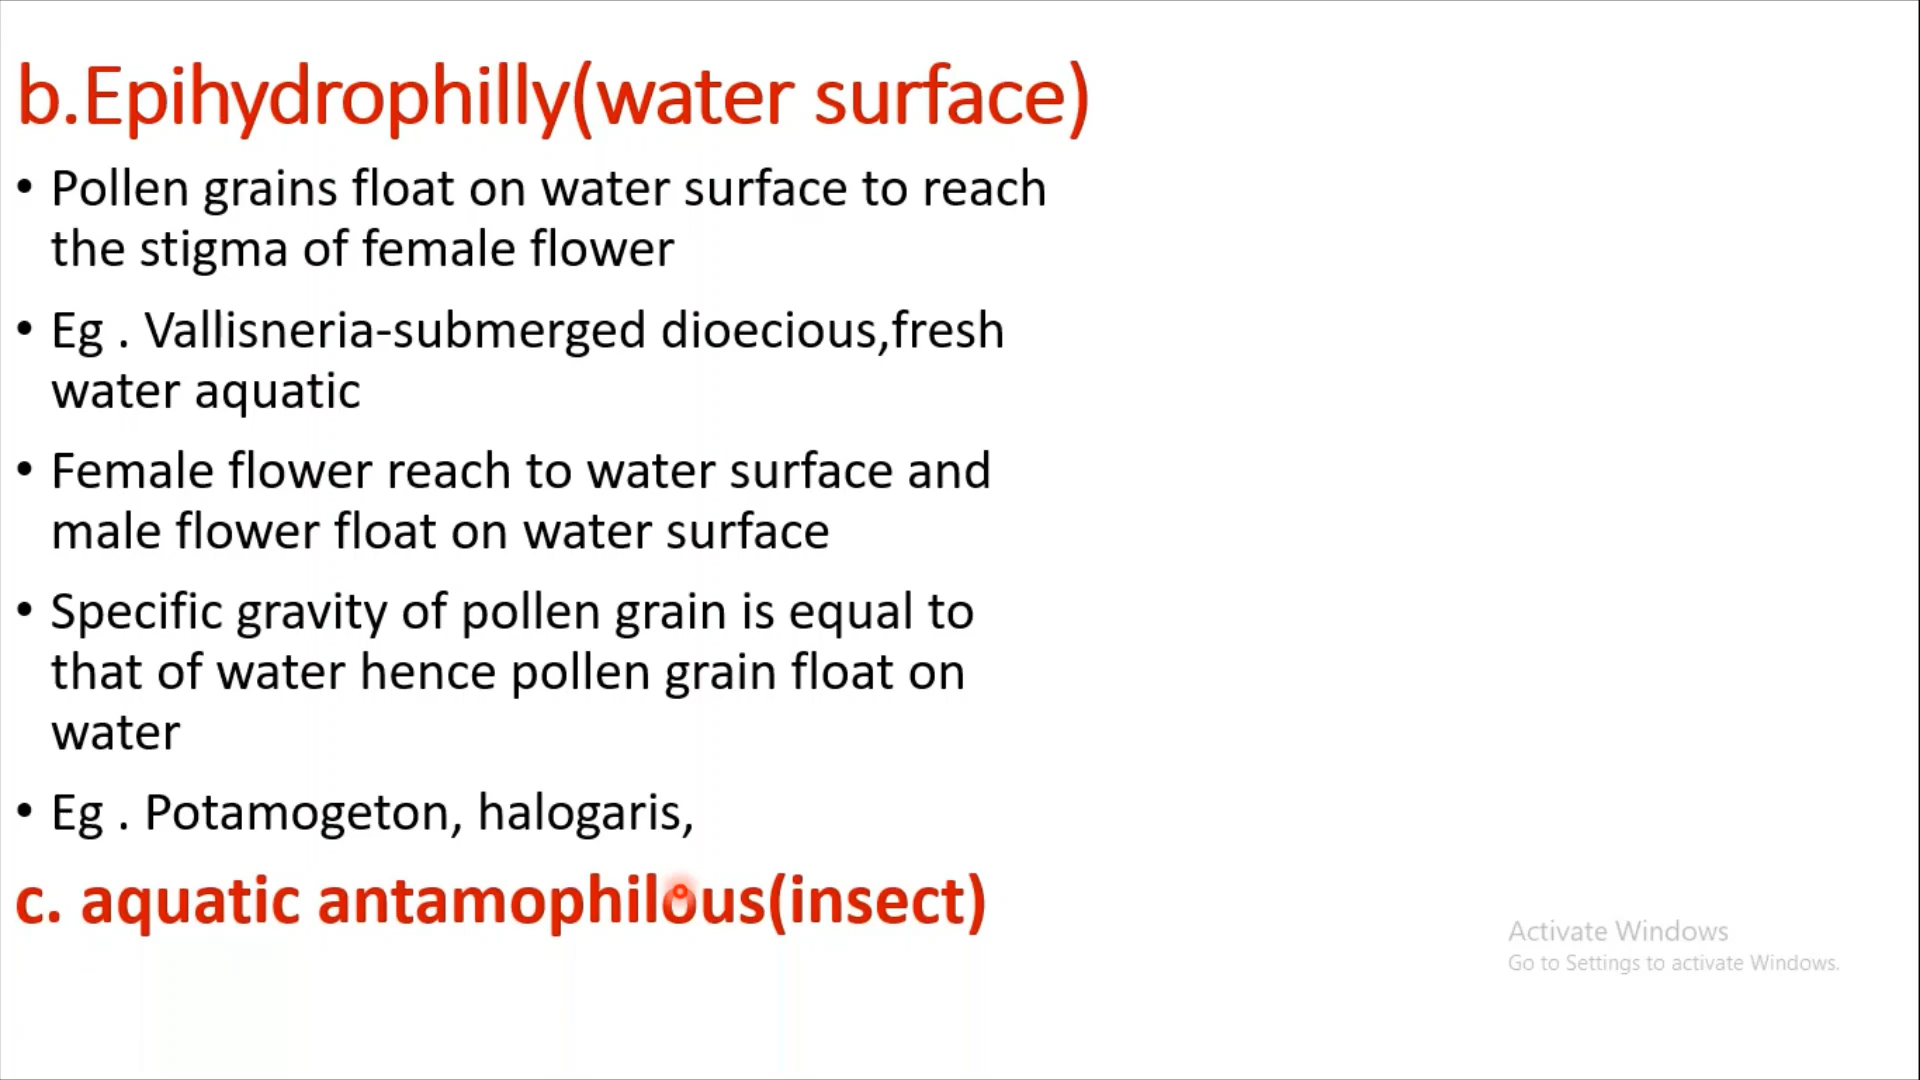 b.Epihydrophilly(water surface)
• Pollen grains float on water surface to reach
the stigma of female flower
• Eg . Vallisneria-submerged dioecious,fresh
water aquatic
• Female flower reach to water surface and
male flower float on water surface
• Specific gravity of pollen grain is equal to
that of water hence pollen grain float on
water
• Eg . Potamogeton, halogaris,
c. aquatic antamophilous(insect)
Activate Windows
Go to Settings to activate Windows.